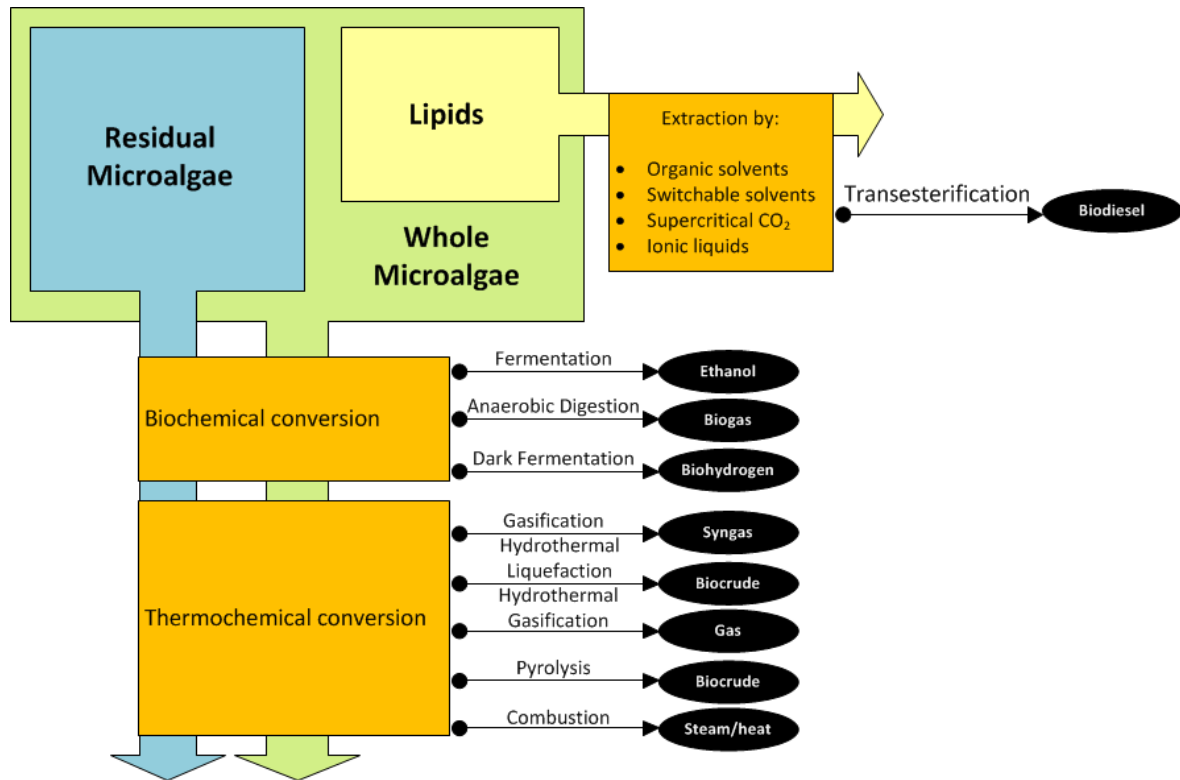 Residual
Microalgae
Lipids
Whole
Microalgae
Extraction by:
• Organic solvents
• Switchable solvents
• Supercritical CO₂
• Ionic liquids
Transesterification
Biodiesel
Biochemical conversion
Fermentation
Ethanol
Anaerobic Digestion
Biogas
Dark Fermentation
Biohydrogen
Thermochemical conversion
Gasification
Syngas
Hydrothermal
Liquefaction
Biocrude
Hydrothermal
Gasification
Gas
Pyrolysis
Biocrude
Combustion
Steam/heat